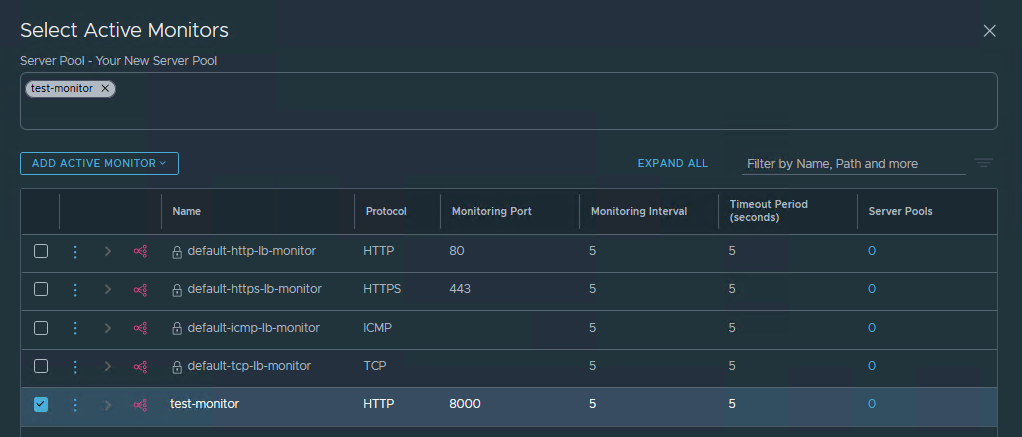 Select Active Monitors
Server Pool - Your New Server Pool
test-monitor
ADD ACTIVE MONITOR
EXPAND ALL
Filter by Name, Path and more
Name Protocol Monitoring Port Monitoring Interval Timeout Period (seconds) Server Pools
default-http-lb-monitor HTTP 80 5 5 0
default-https-lb-monitor HTTPS 443 5 5 0
default-icmp-lb-monitor ICMP 5 5 0
default-tcp-lb-monitor TCP 5 5 0
test-monitor HTTP 8000 5 5 0